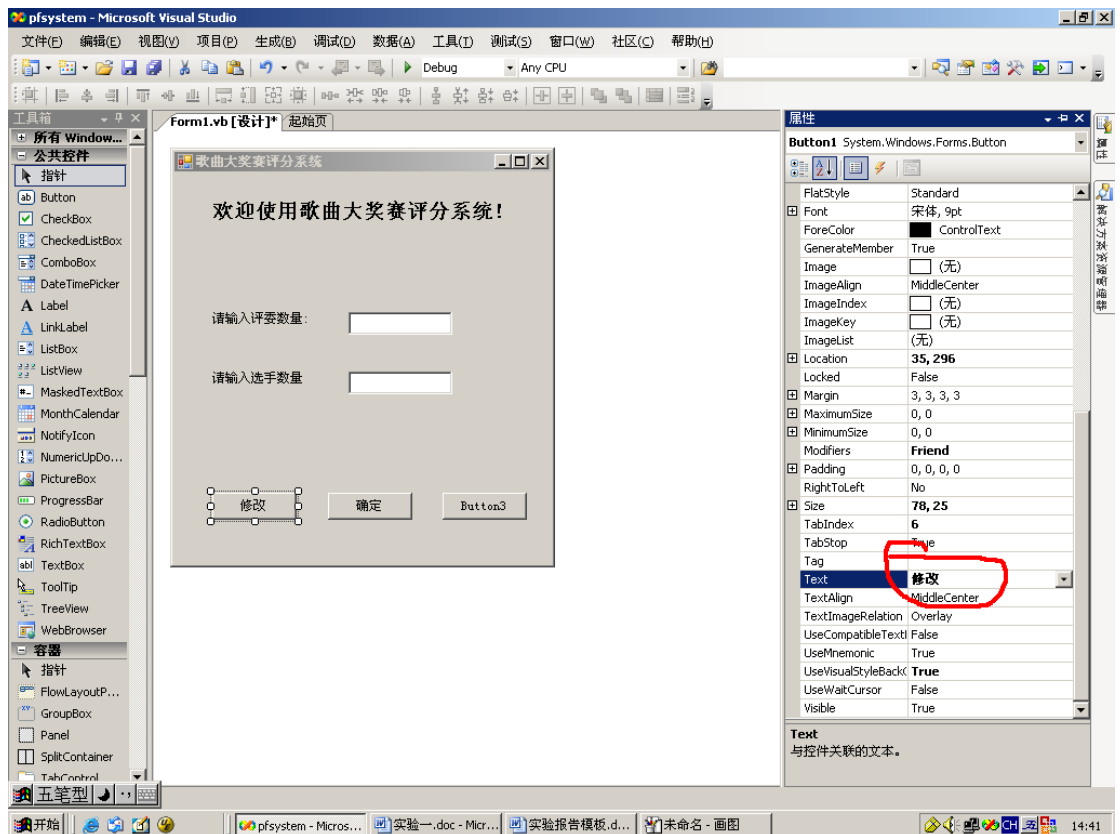 pfsystem - Microsoft Visual Studio
文件(F) 编辑(E) 视图(V) 项目(P) 生成(B) 调试(D) 数据(A) 工具(T) 测试(S) 窗口(W) 社区(C) 帮助(H)
Debug Any CPU
工具箱
所有 Window...
公共控件
指针
Button
CheckBox
CheckedListBox
ComboBox
DateTimePicker
Label
LinkLabel
ListBox
ListView
MaskedTextBox
MonthCalendar
NotifyIcon
NumericUpDo...
PictureBox
ProgressBar
RadioButton
RichTextBox
TextBox
ToolTip
TreeView
WebBrowser
容器
指针
FlowLayoutP...
GroupBox
Panel
SplitContainer
TabControl
Form1.vb [设计]* 起始页
歌曲大奖赛评分系统
欢迎使用歌曲大奖赛评分系统!
请输入评委数量:
请输入选手数量
修改 确定 Button3
属性
Button1 System.Windows.Forms.Button
FlatStyle Standard
Font 宋体, 9pt
ForeColor ControlText
GenerateMember True
Image (无)
ImageAlign MiddleCenter
ImageIndex (无)
ImageKey (无)
ImageList (无)
Location 35, 296
Locked False
Margin 3, 3, 3, 3
MaximumSize 0, 0
MinimumSize 0, 0
Modifiers Friend
Padding 0, 0, 0, 0
RightToLeft No
Size 78, 25
TabIndex 6
TabStop True
Tag
Text 修改
TextAlign MiddleCenter
TextImageRelation Overlay
UseCompatibleTextI False
UseMnemonic True
UseVisualStyleBack( True
UseWaitCursor False
Visible True
Text
与控件关联的文本。
属性
解决方案资源管理器
五笔型
开始 pfsystem - Micros... 实验一.doc - Micr... 实验报告模板.d... 未命名 - 画图 CH 14:41